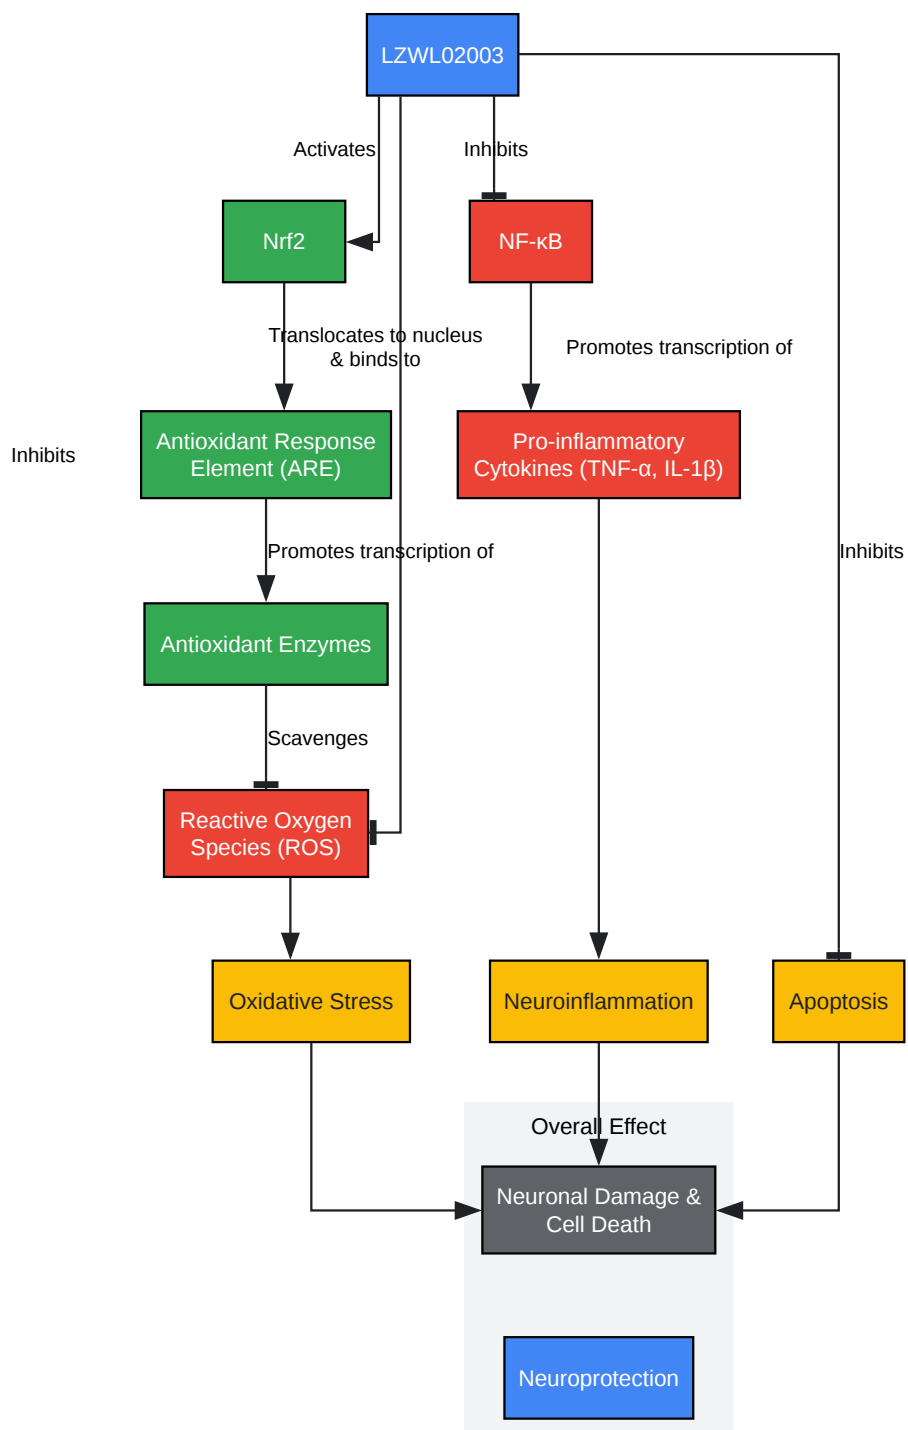 LZWL02003
Activates
Inhibits
Nrf2
NF-κB
Translocates to nucleus
& binds to
Promotes transcription of
Antioxidant Response
Element (ARE)
Pro-inflammatory
Cytokines (TNF-α, IL-1β)
Inhibits
Promotes transcription of
Inhibits
Antioxidant Enzymes
Scavenges
Reactive Oxygen
Species (ROS)
Oxidative Stress
Neuroinflammation
Apoptosis
Overall Effect
Neuronal Damage &
Cell Death
Neuroprotection